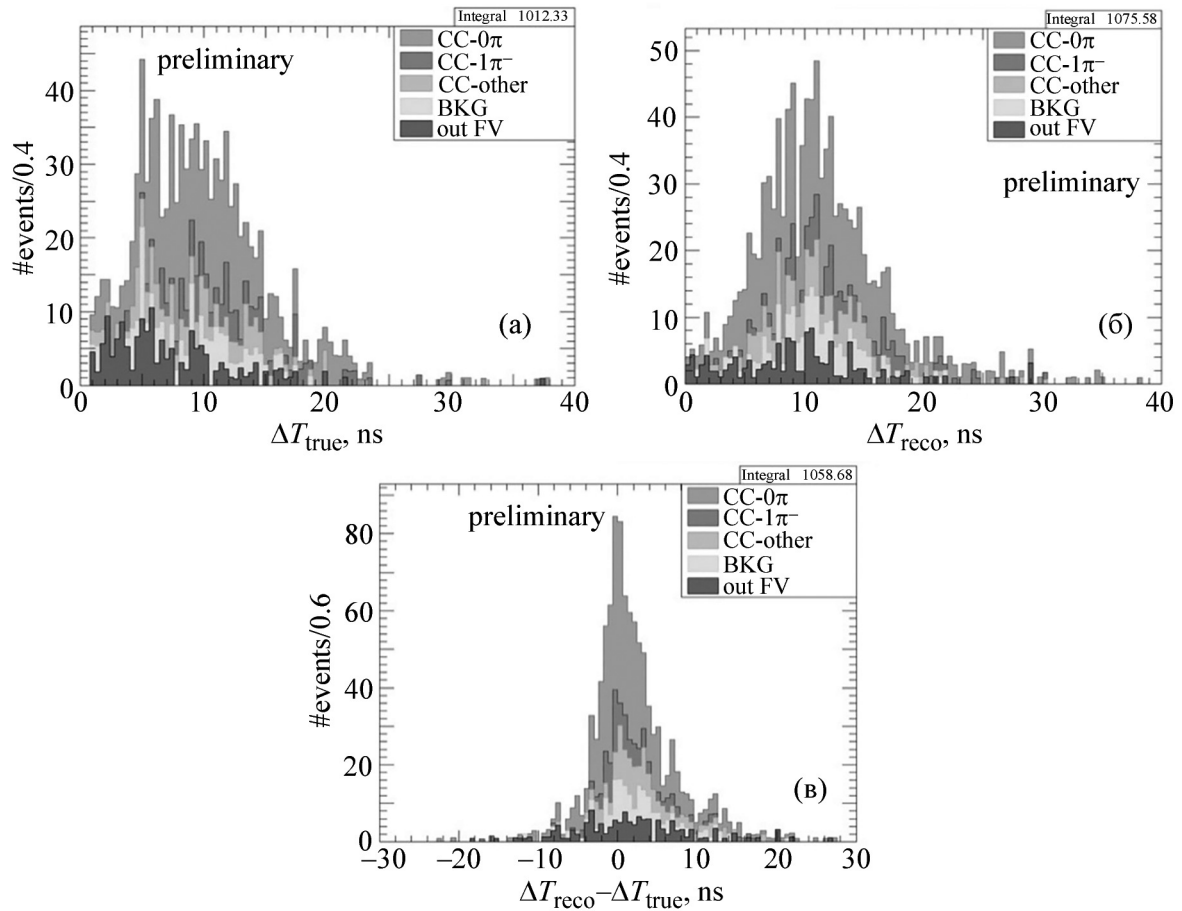 Integral 1012.33
CC-0π
CC-1π⁻
CC-other
BKG
out FV
preliminary
(a)
#events/0.4
40
30
20
10
0
0 10 20 30 40
ΔT_true, ns
Integral 1075.58
CC-0π
CC-1π⁻
CC-other
BKG
out FV
preliminary
(б)
#events/0.4
50
40
30
20
10
0
0 10 20 30 40
ΔT_reco, ns
Integral 1058.68
CC-0π
CC-1π⁻
CC-other
BKG
out FV
preliminary
(в)
#events/0.6
80
60
40
20
0
−30 −20 −10 0 10 20 30
ΔT_reco−ΔT_true, ns